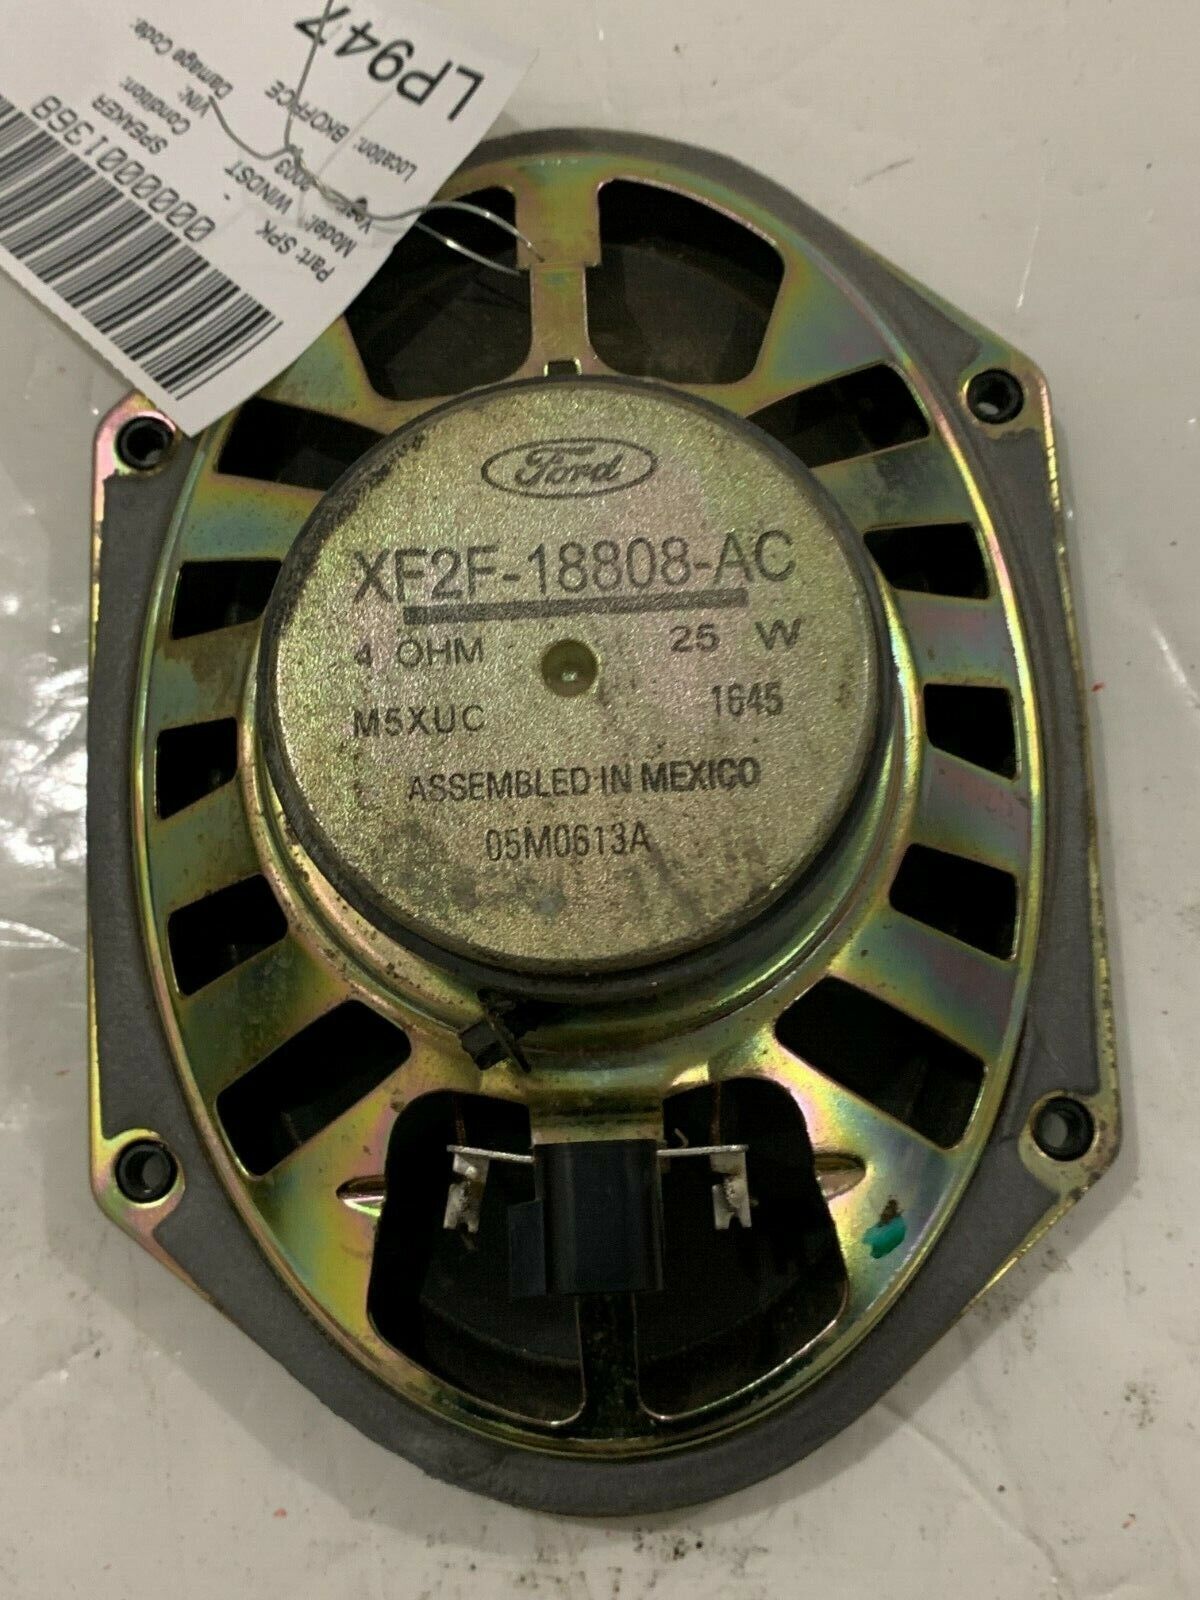 LP947
Location: BKOFFICE
Year: 2003
Model: WINDST
Part: SPK
Damage Code:
VIN:
Condition:
SPEAKER
0000001368
Ford
XF2F-18808-AC
4 OHM 25 W
M5XUC 1645
ASSEMBLED IN MEXICO
05M0613A